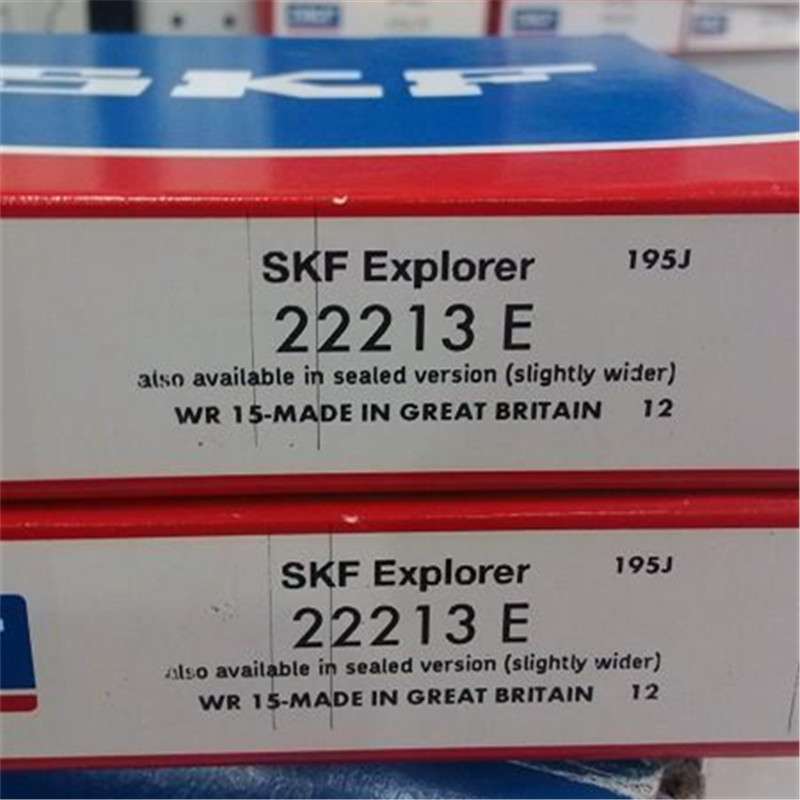 SKF
SKF Explorer 195J
22213 E
also available in sealed version (slightly wider)
WR 15-MADE IN GREAT BRITAIN 12
SKF Explorer 195J
22213 E
also available in sealed version (slightly wider)
WR 15-MADE IN GREAT BRITAIN 12